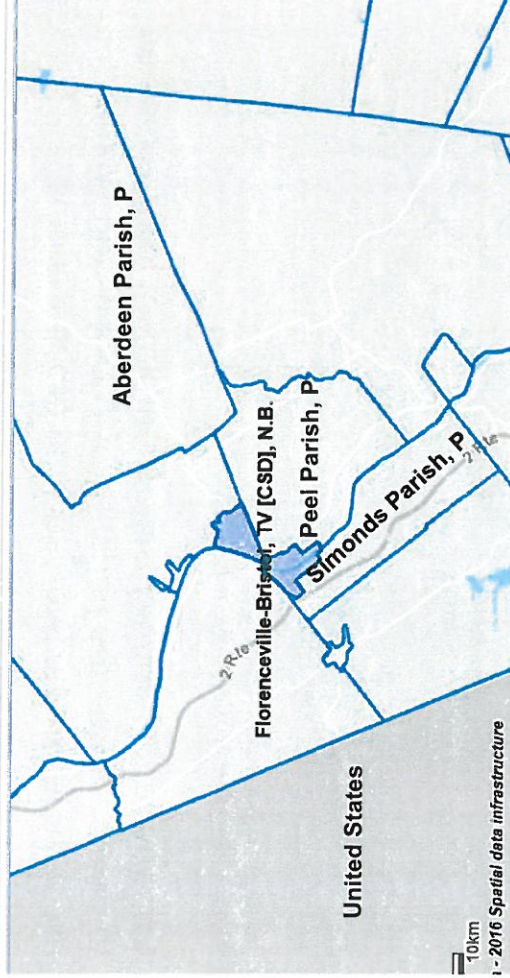 Aberdeen Parish, P
Florenceville-Bristol, TV [CSD], N.B.
Peel Parish, P
Simonds Parish, P
2 Rte
2 Rte
United States
10km
- 2016 Spatial data infrastructure